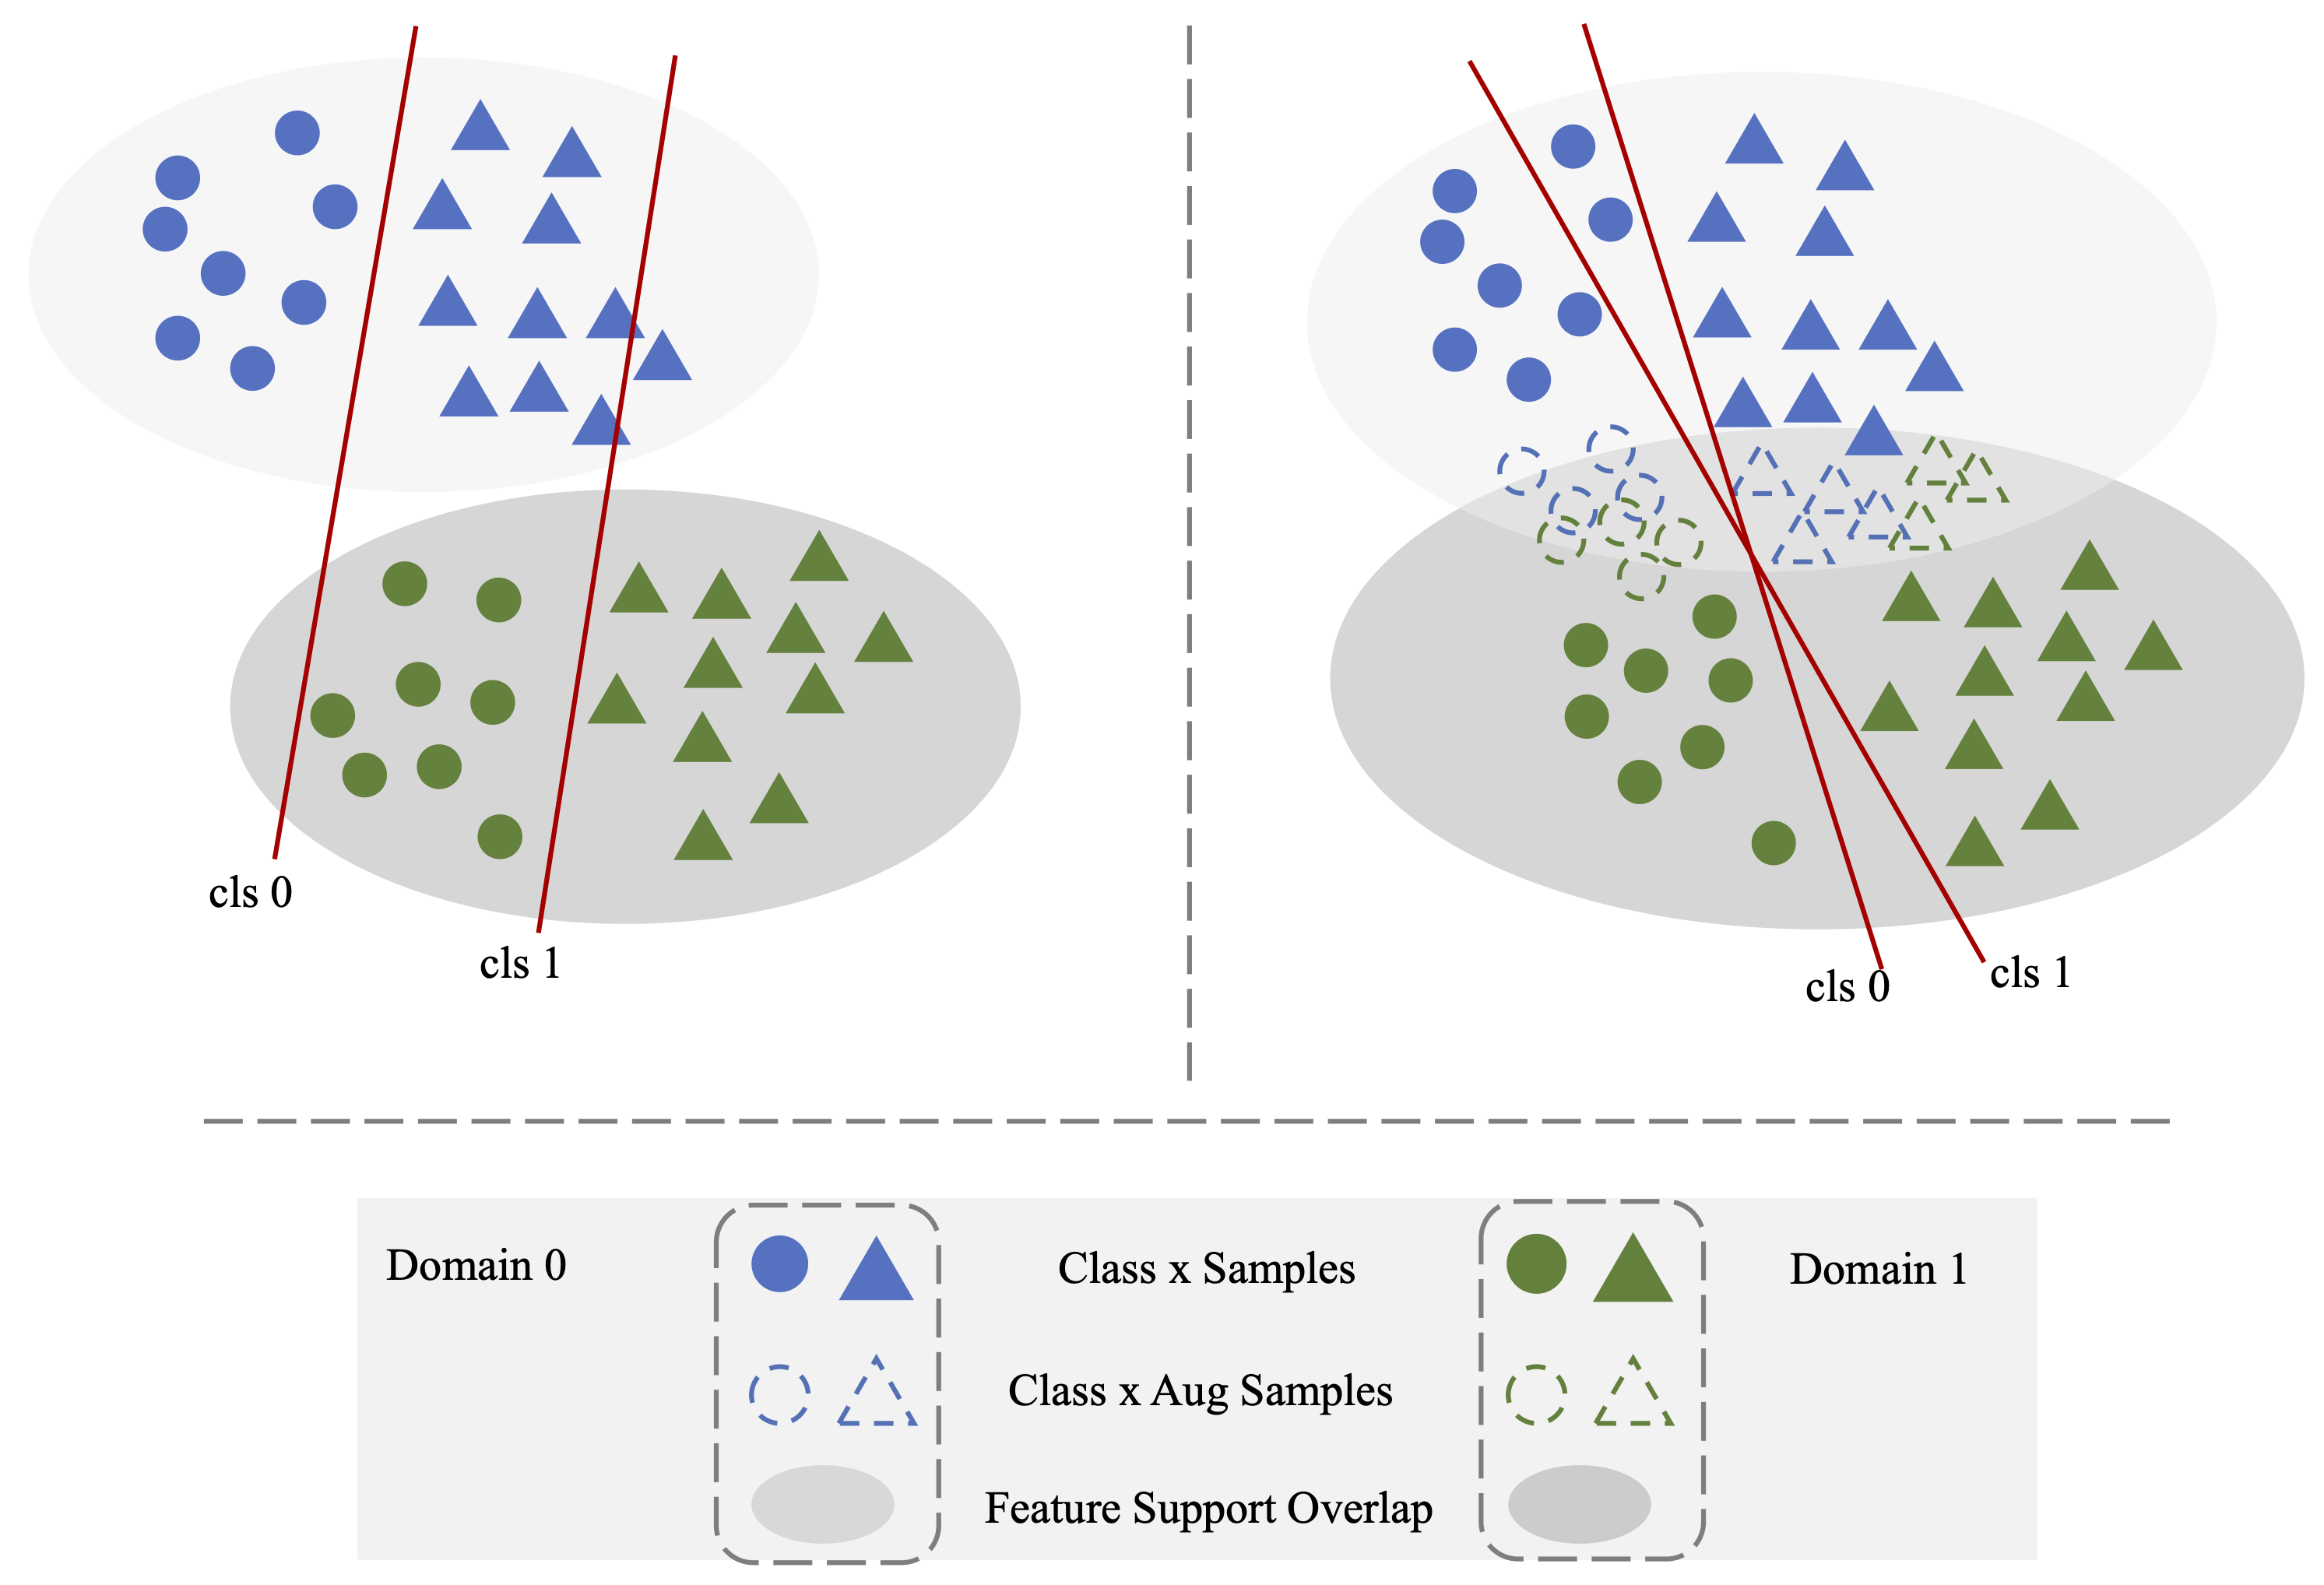 cls 0
cls 1
cls 0
cls 1
Domain 0
Class x Samples
Domain 1
Class x Aug Samples
Feature Support Overlap